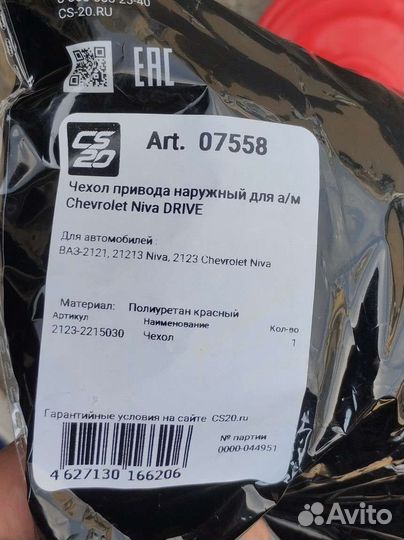 CS-20.RU
EAC
CS
20
Art. 07558
Чехол привода наружный для а/м
Chevrolet Niva DRIVE
Для автомобилей :
ВАЗ-2121, 21213 Niva, 2123 Chevrolet Niva
Материал: Полиуретан красный
Артикул Наименование Кол-во
2123-2215030 Чехол 1
Гарантийные условия на сайте CS20.ru
№ партии
0000-044951
4 627130 166206
Avito